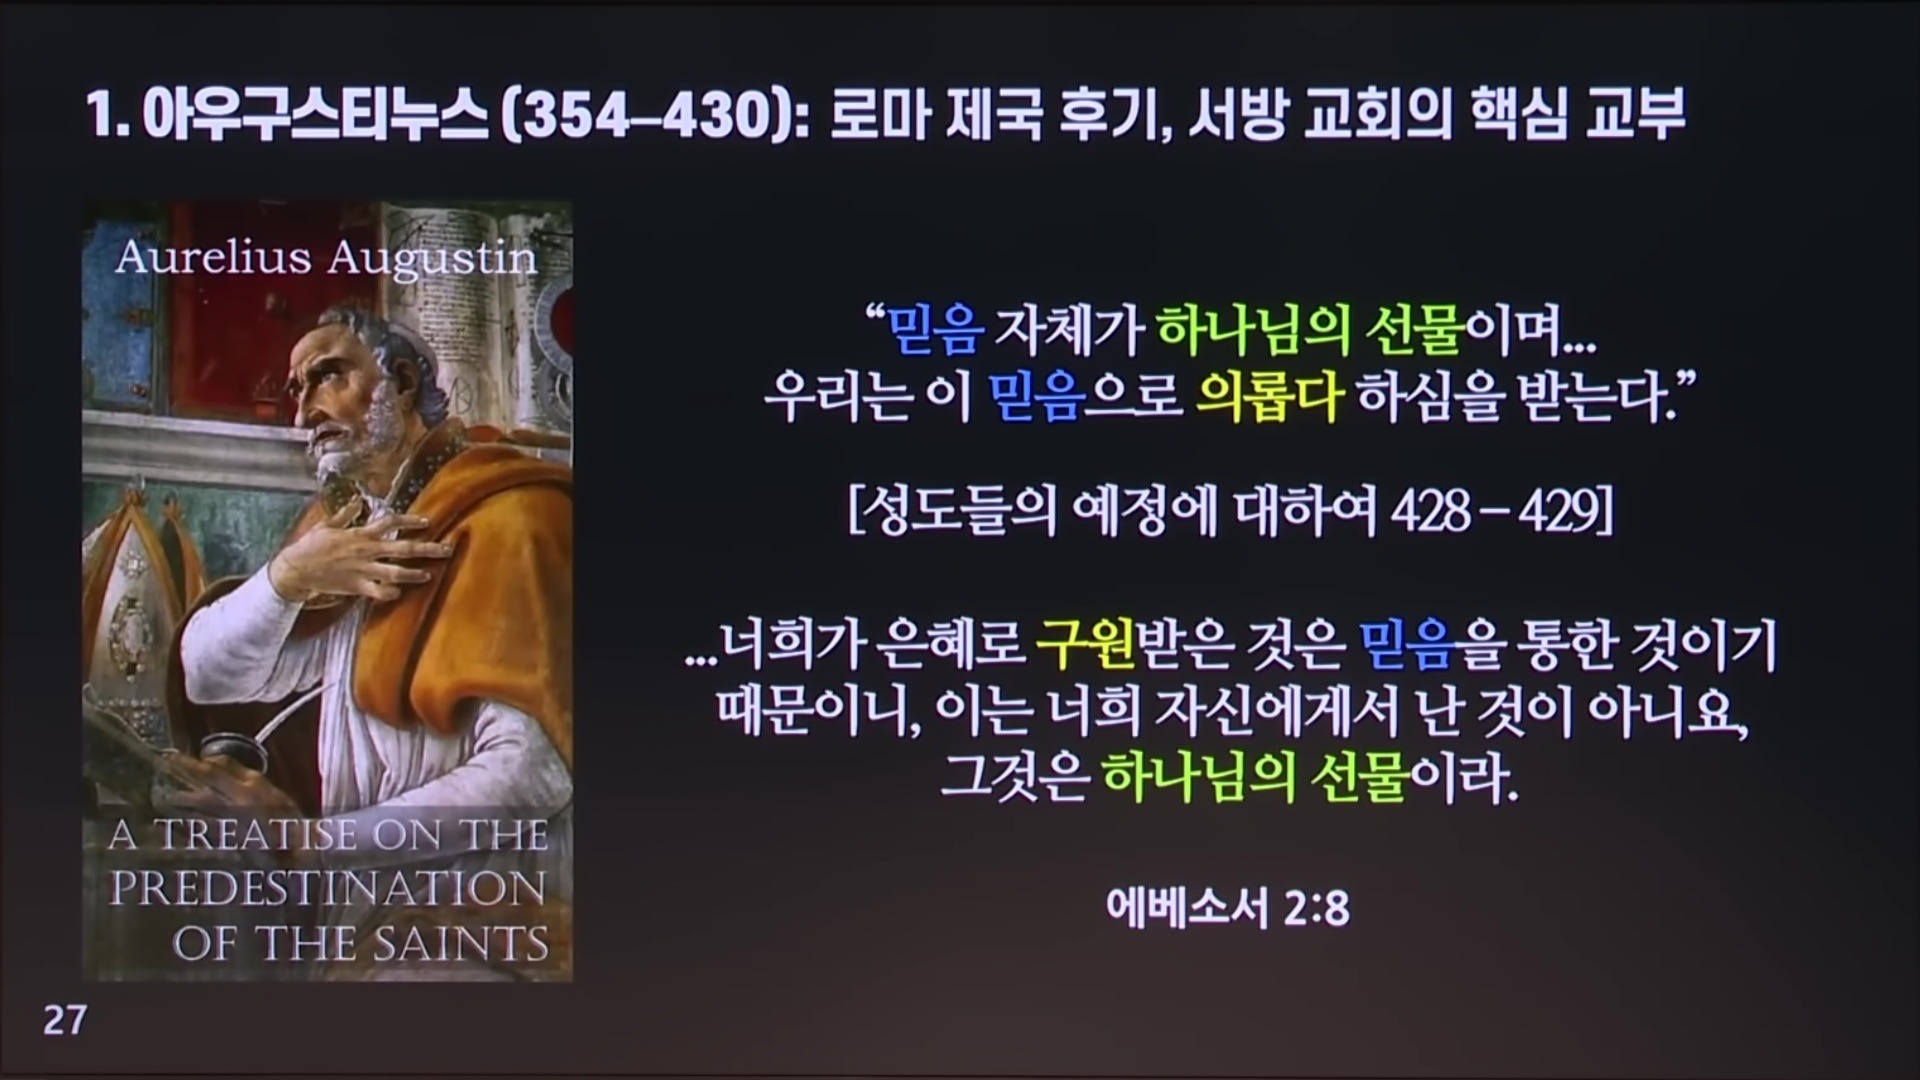 1. 아우구스티누스 (354–430): 로마 제국 후기, 서방 교회의 핵심 교부
Aurelius Augustin
A TREATISE ON THE
PREDESTINATION
OF THE SAINTS
“믿음 자체가 하나님의 선물이며...
우리는 이 믿음으로 의롭다 하심을 받는다.”
[성도들의 예정에 대하여 428 – 429]
...너희가 은혜로 구원받은 것은 믿음을 통한 것이기
때문이니, 이는 너희 자신에게서 난 것이 아니요,
그것은 하나님의 선물이라.
에베소서 2:8
27